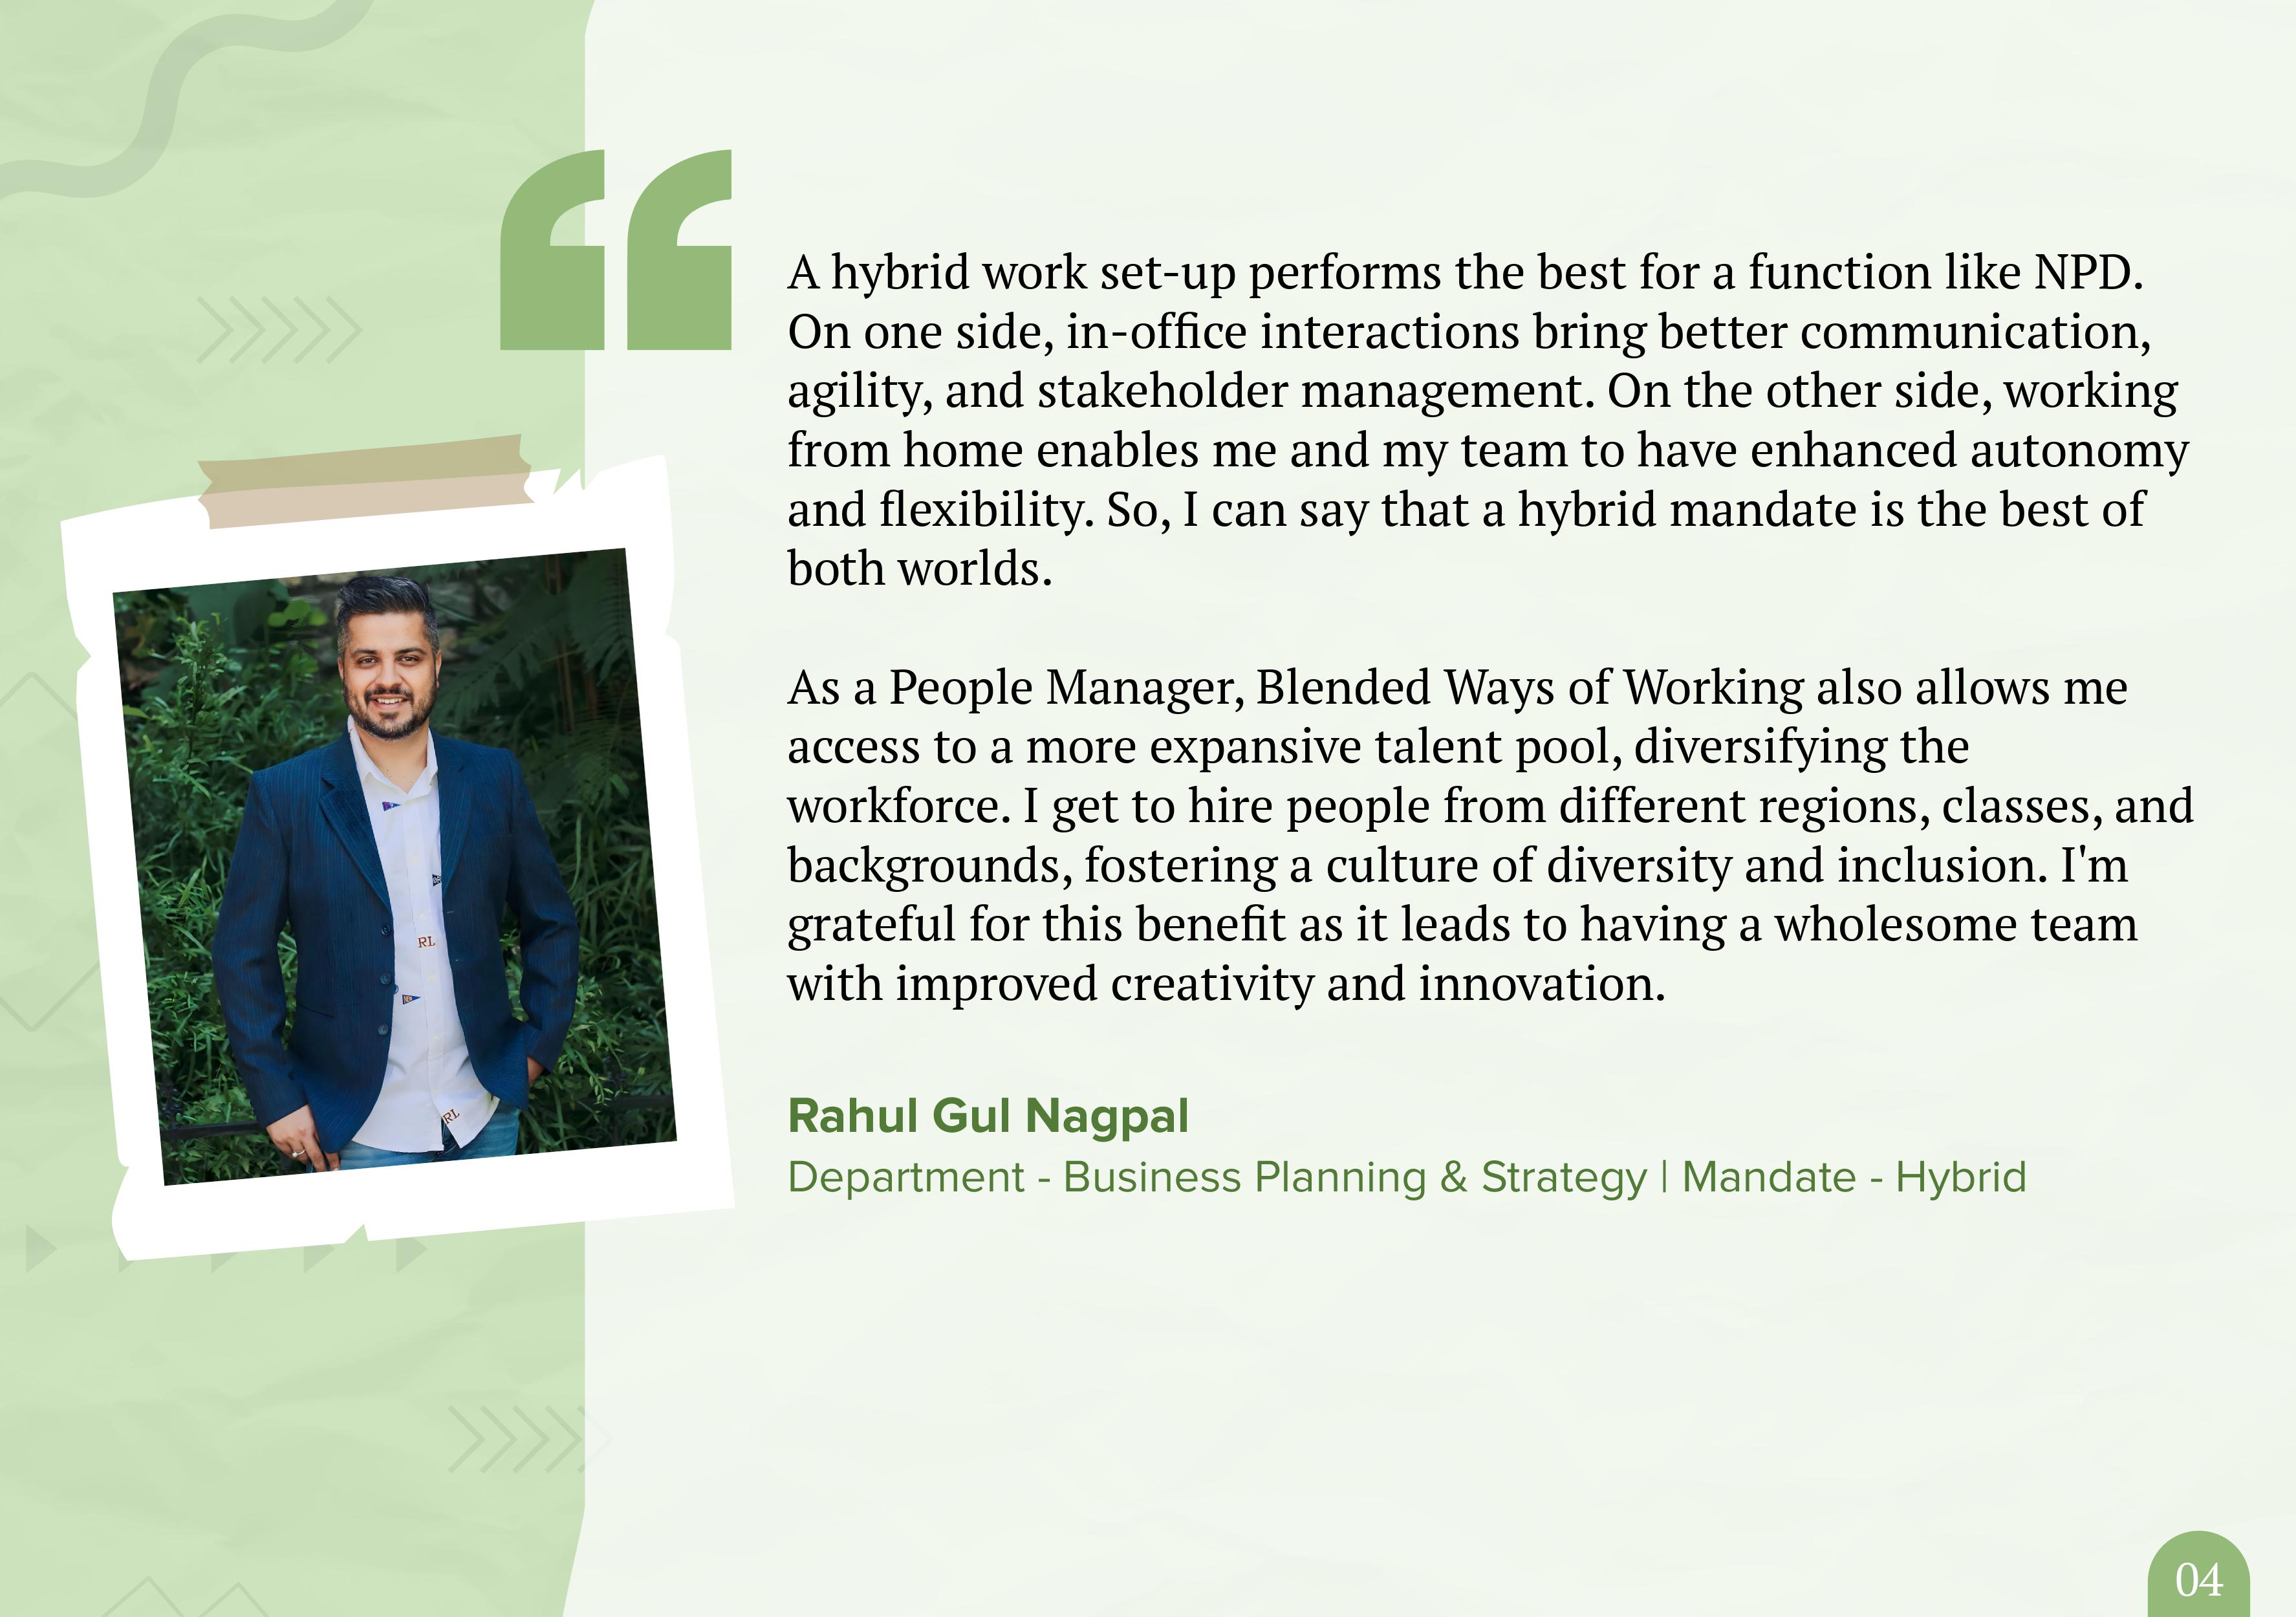 A hybrid work set-up performs the best for a function like NPD.
On one side, in-office interactions bring better communication,
agility, and stakeholder management. On the other side, working
from home enables me and my team to have enhanced autonomy
and flexibility. So, I can say that a hybrid mandate is the best of
both worlds.
As a People Manager, Blended Ways of Working also allows me
access to a more expansive talent pool, diversifying the
workforce. I get to hire people from different regions, classes, and
backgrounds, fostering a culture of diversity and inclusion. I'm
grateful for this benefit as it leads to having a wholesome team
with improved creativity and innovation.
Rahul Gul Nagpal
Department - Business Planning & Strategy | Mandate - Hybrid
RL
RL
04